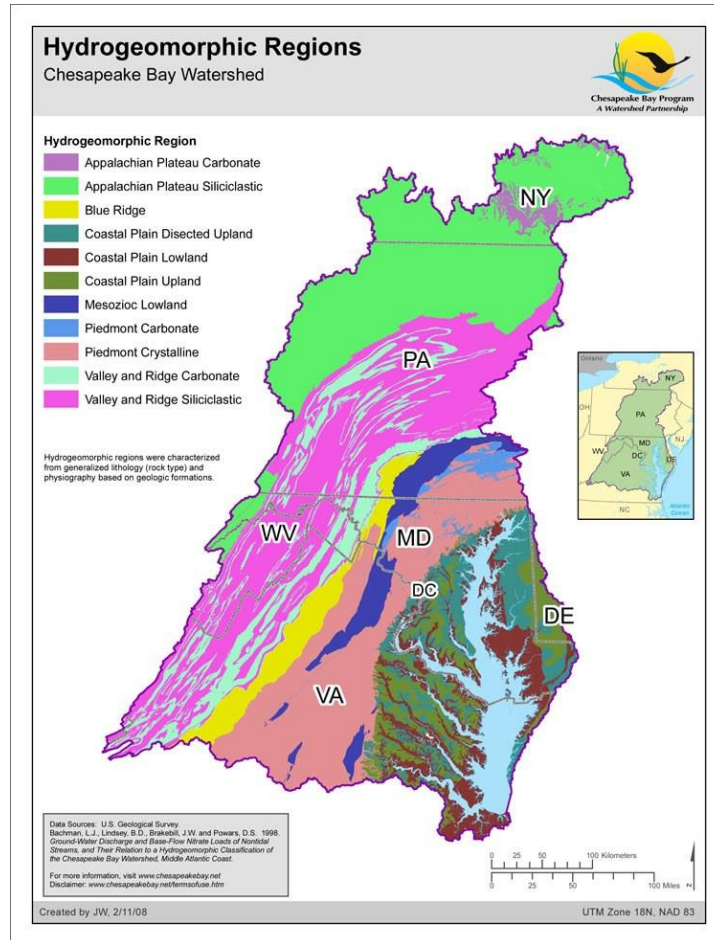 Hydrogeomorphic Regions
Chesapeake Bay Watershed
Chesapeake Bay Program
A Watershed Partnership
Hydrogeomorphic Region
Appalachian Plateau Carbonate
Appalachian Plateau Siliciclastic
Blue Ridge
Coastal Plain Disected Upland
Coastal Plain Lowland
Coastal Plain Upland
Mesozioc Lowland
Piedmont Carbonate
Piedmont Crystalline
Valley and Ridge Carbonate
Valley and Ridge Siliciclastic
Hydrogeomorphic regions were characterized
from generalized lithology (rock type) and
physiography based on geologic formations.
NY
PA
WV
MD
DC
DE
VA
Ontario
NY
OH
PA
NJ
MD
WV
DC
DE
VA
NC
Atlantic
Ocean
Data Sources: U.S. Geological Survey.
Bachman, L.J., Lindsey, B.D., Brakebill, J.W. and Powars, D.S. 1998.
Ground-Water Discharge and Base-Flow Nitrate Loads of Nontidal
Streams, and Their Relation to a Hydrogeomorphic Classification of
the Chesapeake Bay Watershed, Middle Atlantic Coast.
For more information, visit www.chesapeakebay.net
Disclaimer: www.chesapeakebay.net/termsofuse.htm
0 25 50 100 Kilometers
0 25 50 100 Miles
N
Created by JW, 2/11/08
UTM Zone 18N, NAD 83